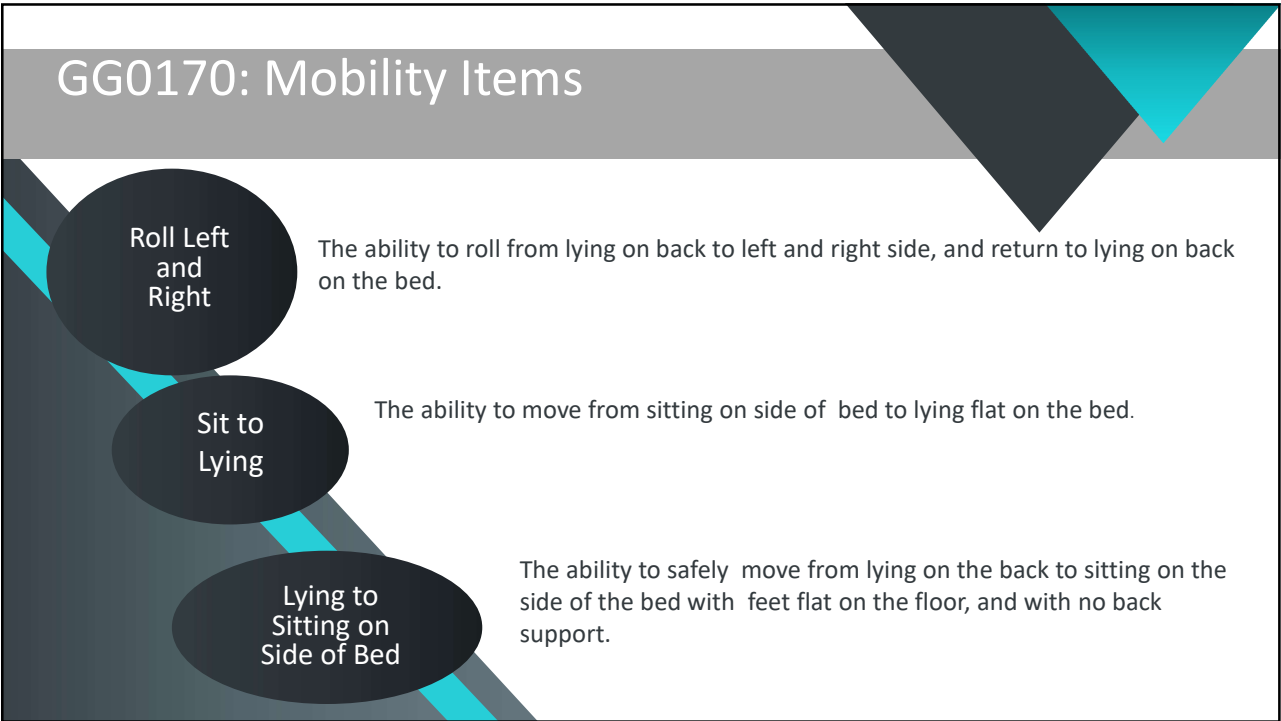 GG0170: Mobility Items
Roll Left
and
Right
The ability to roll from lying on back to left and right side, and return to lying on back
on the bed.
Sit to
Lying
The ability to move from sitting on side of  bed to lying flat on the bed.
Lying to
Sitting on
Side of Bed
The ability to safely  move from lying on the back to sitting on the
side of the bed with  feet flat on the floor, and with no back
support.